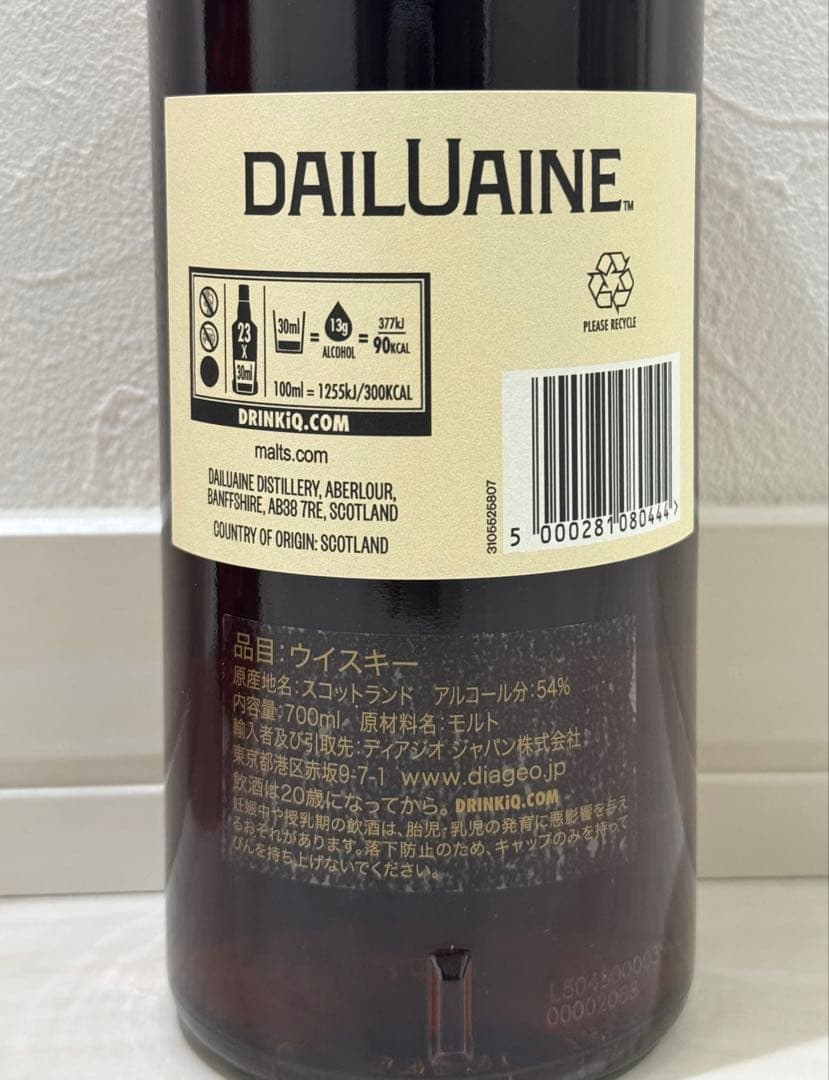 DAILUAINE™
23
X
30ml
30ml = 13g ALCOHOL = 377kJ 90KCAL
100ml = 1255kJ/300KCAL
DRINKiQ.COM
malts.com
DAILUAINE DISTILLERY, ABERLOUR,
BANFFSHIRE, AB38 7RE, SCOTLAND
COUNTRY OF ORIGIN: SCOTLAND
PLEASE RECYCLE
3105525807
5 000281 080444 >
品目:ウイスキー
原産地名:スコットランド アルコール分:54%
内容量:700ml 原材料名:モルト
輸入者及び引取先:ディアジオ ジャパン株式会社
東京都港区赤坂9-7-1 www.diageo.jp
飲酒は20歳になってから。DRINKiQ.COM
妊娠中や授乳期の飲酒は、胎児・乳児の発育に悪影響を与え
るおそれがあります。落下防止のため、キャップのみを持って
びんを持ち上げないでください。